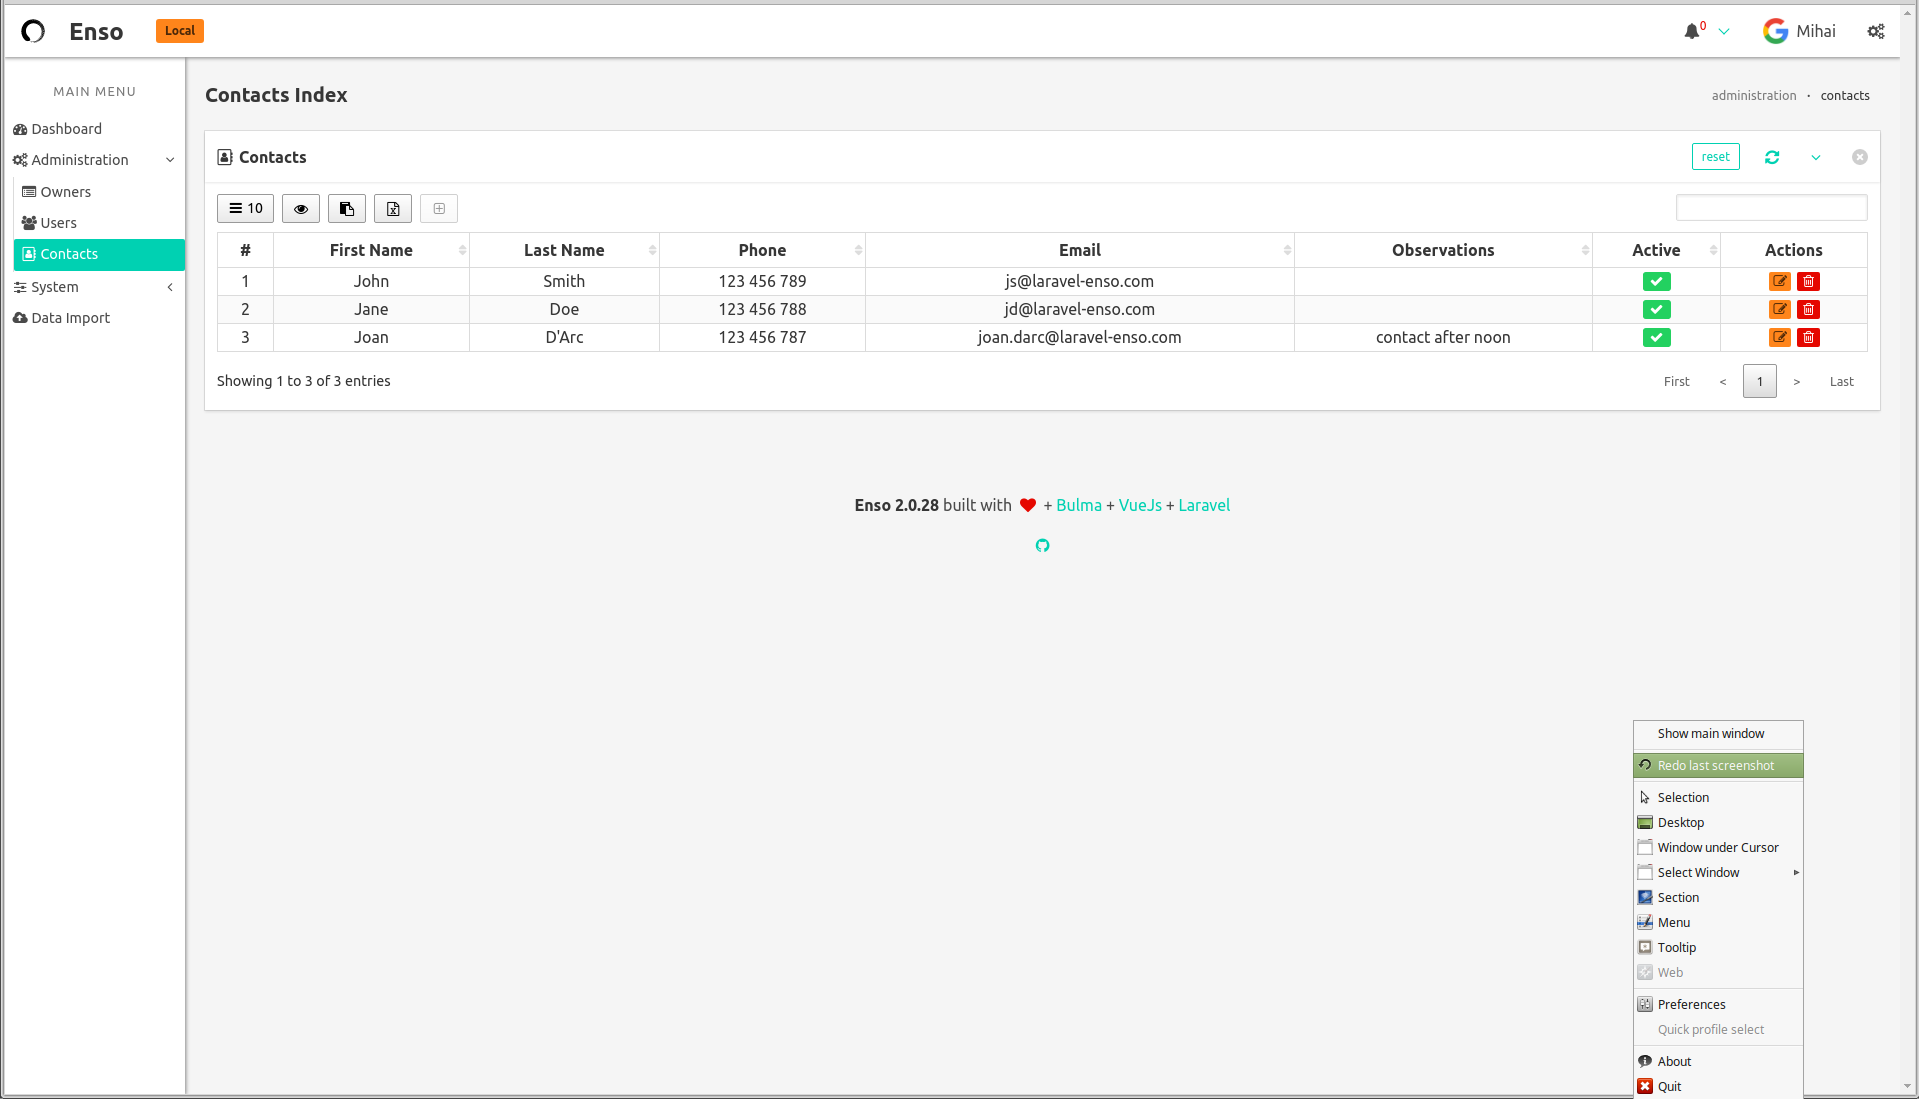 Enso Local 0 Mihai
MAIN MENU
Dashboard
Administration
Owners
Users
Contacts
System
Data Import
Contacts Index
administration · contacts
Contacts reset
10
# First Name Last Name Phone Email Observations Active Actions
1 John Smith 123 456 789 js@laravel-enso.com
2 Jane Doe 123 456 788 jd@laravel-enso.com
3 Joan D'Arc 123 456 787 joan.darc@laravel-enso.com contact after noon
Showing 1 to 3 of 3 entries First < 1 > Last
Enso 2.0.28 built with + Bulma + VueJs + Laravel
Show main window
Redo last screenshot
Selection
Desktop
Window under Cursor
Select Window
Section
Menu
Tooltip
Web
Preferences
Quick profile select
About
Quit